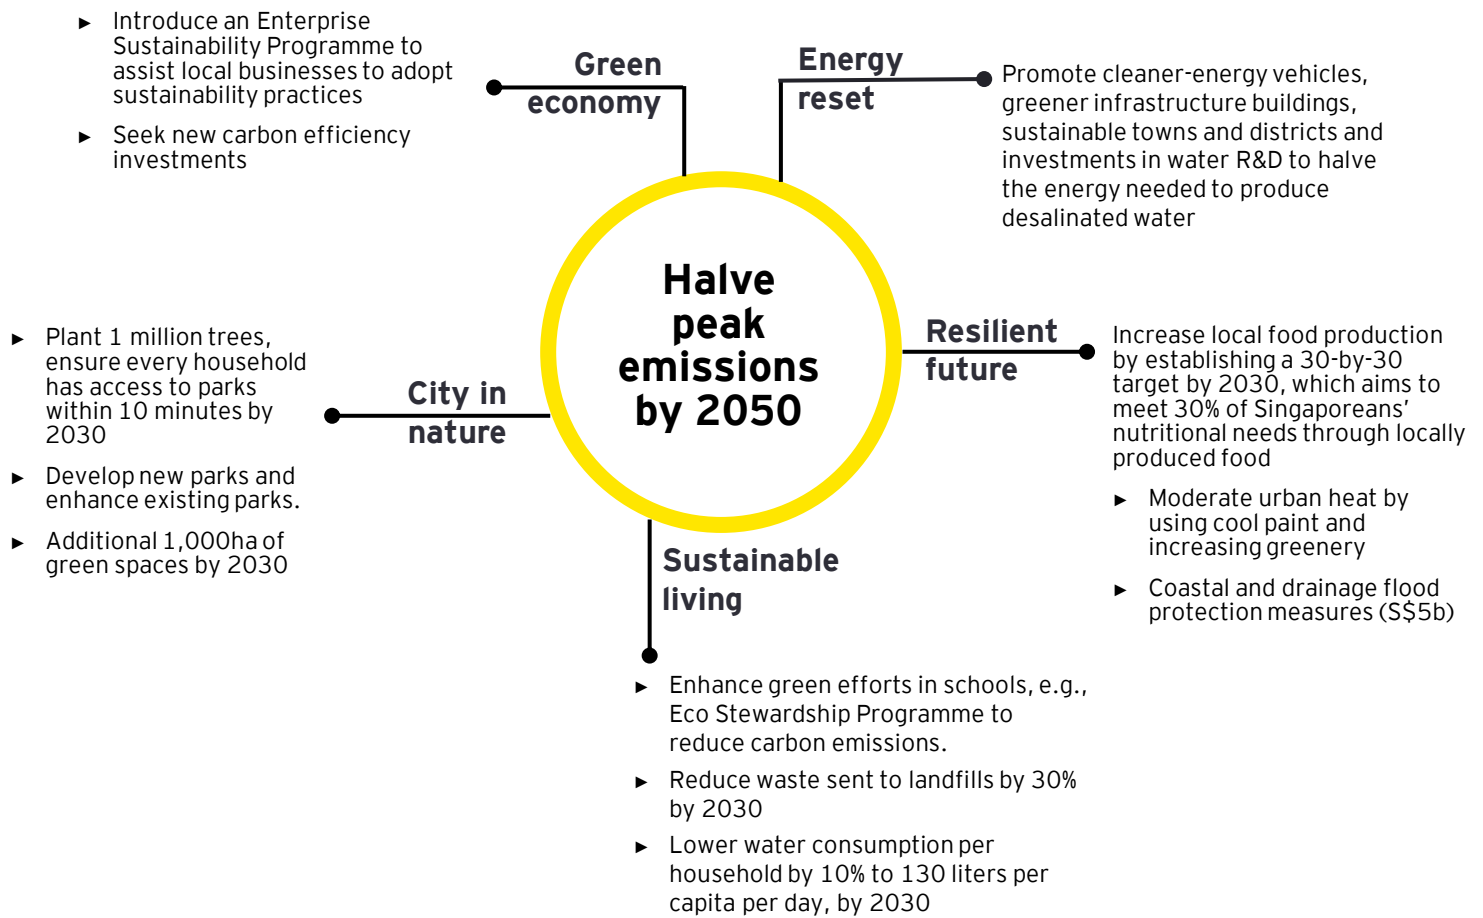 ► Introduce an Enterprise
Sustainability Programme to
assist local businesses to adopt
sustainability practices
► Seek new carbon efficiency
investments
Green
economy
Energy
reset
Promote cleaner-energy vehicles,
greener infrastructure buildings,
sustainable towns and districts and
investments in water R&D to halve
the energy needed to produce
desalinated water
Halve
peak
emissions
by 2050
► Plant 1 million trees,
ensure every household
has access to parks
within 10 minutes by
2030
► Develop new parks and
enhance existing parks.
► Additional 1,000ha of
green spaces by 2030
City in
nature
Resilient
future
Increase local food production
by establishing a 30-by-30
target by 2030, which aims to
meet 30% of Singaporeans’
nutritional needs through locally
produced food
► Moderate urban heat by
using cool paint and
increasing greenery
► Coastal and drainage flood
protection measures (S$5b)
Sustainable
living
► Enhance green efforts in schools, e.g.,
Eco Stewardship Programme to
reduce carbon emissions.
► Reduce waste sent to landfills by 30%
by 2030
► Lower water consumption per
household by 10% to 130 liters per
capita per day, by 2030